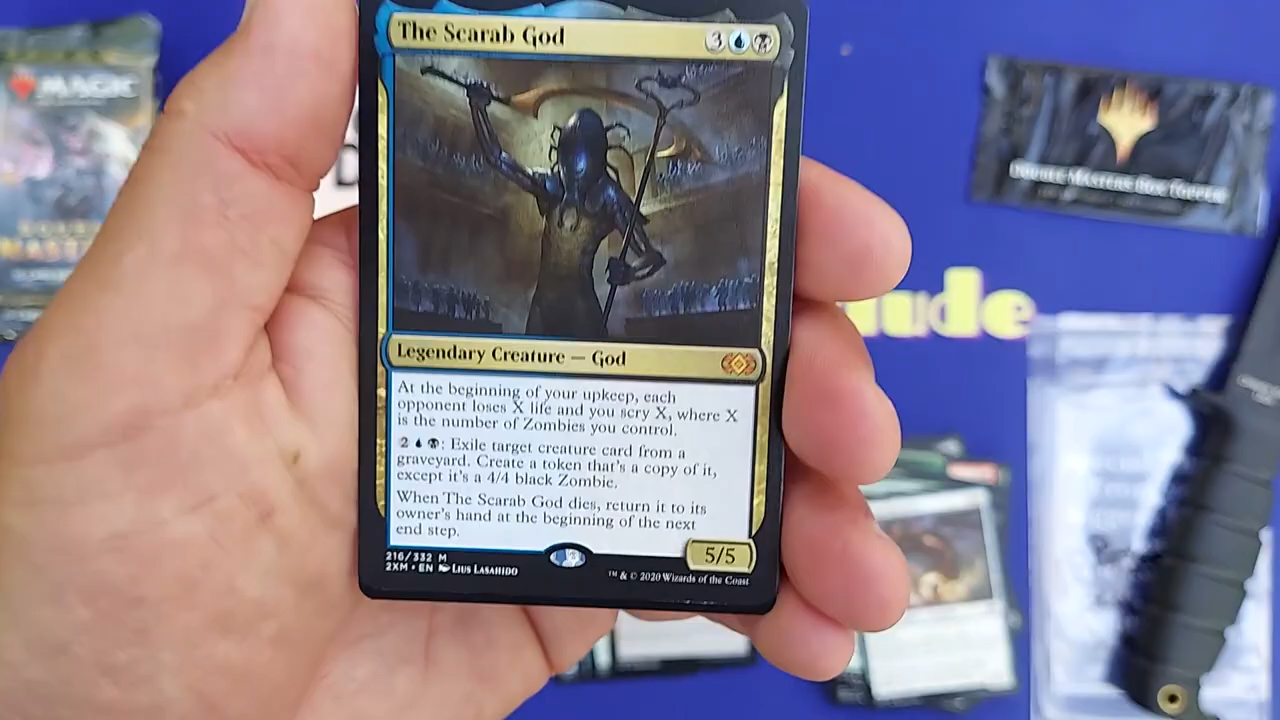 The Scarab God
3
Legendary Creature — God
At the beginning of your upkeep, each
opponent loses X life and you scry X, where X
is the number of Zombies you control.
2 : Exile target creature card from a
graveyard. Create a token that's a copy of it,
except it's a 4/4 black Zombie.
When The Scarab God dies, return it to its
owner's hand at the beginning of the next
end step.
5/5
216/332 M
2XM • EN Lius Lasahido
™ & © 2020 Wizards of the Coast
MAGIC
DOUBLE MASTERS BOX TOPPER
ude